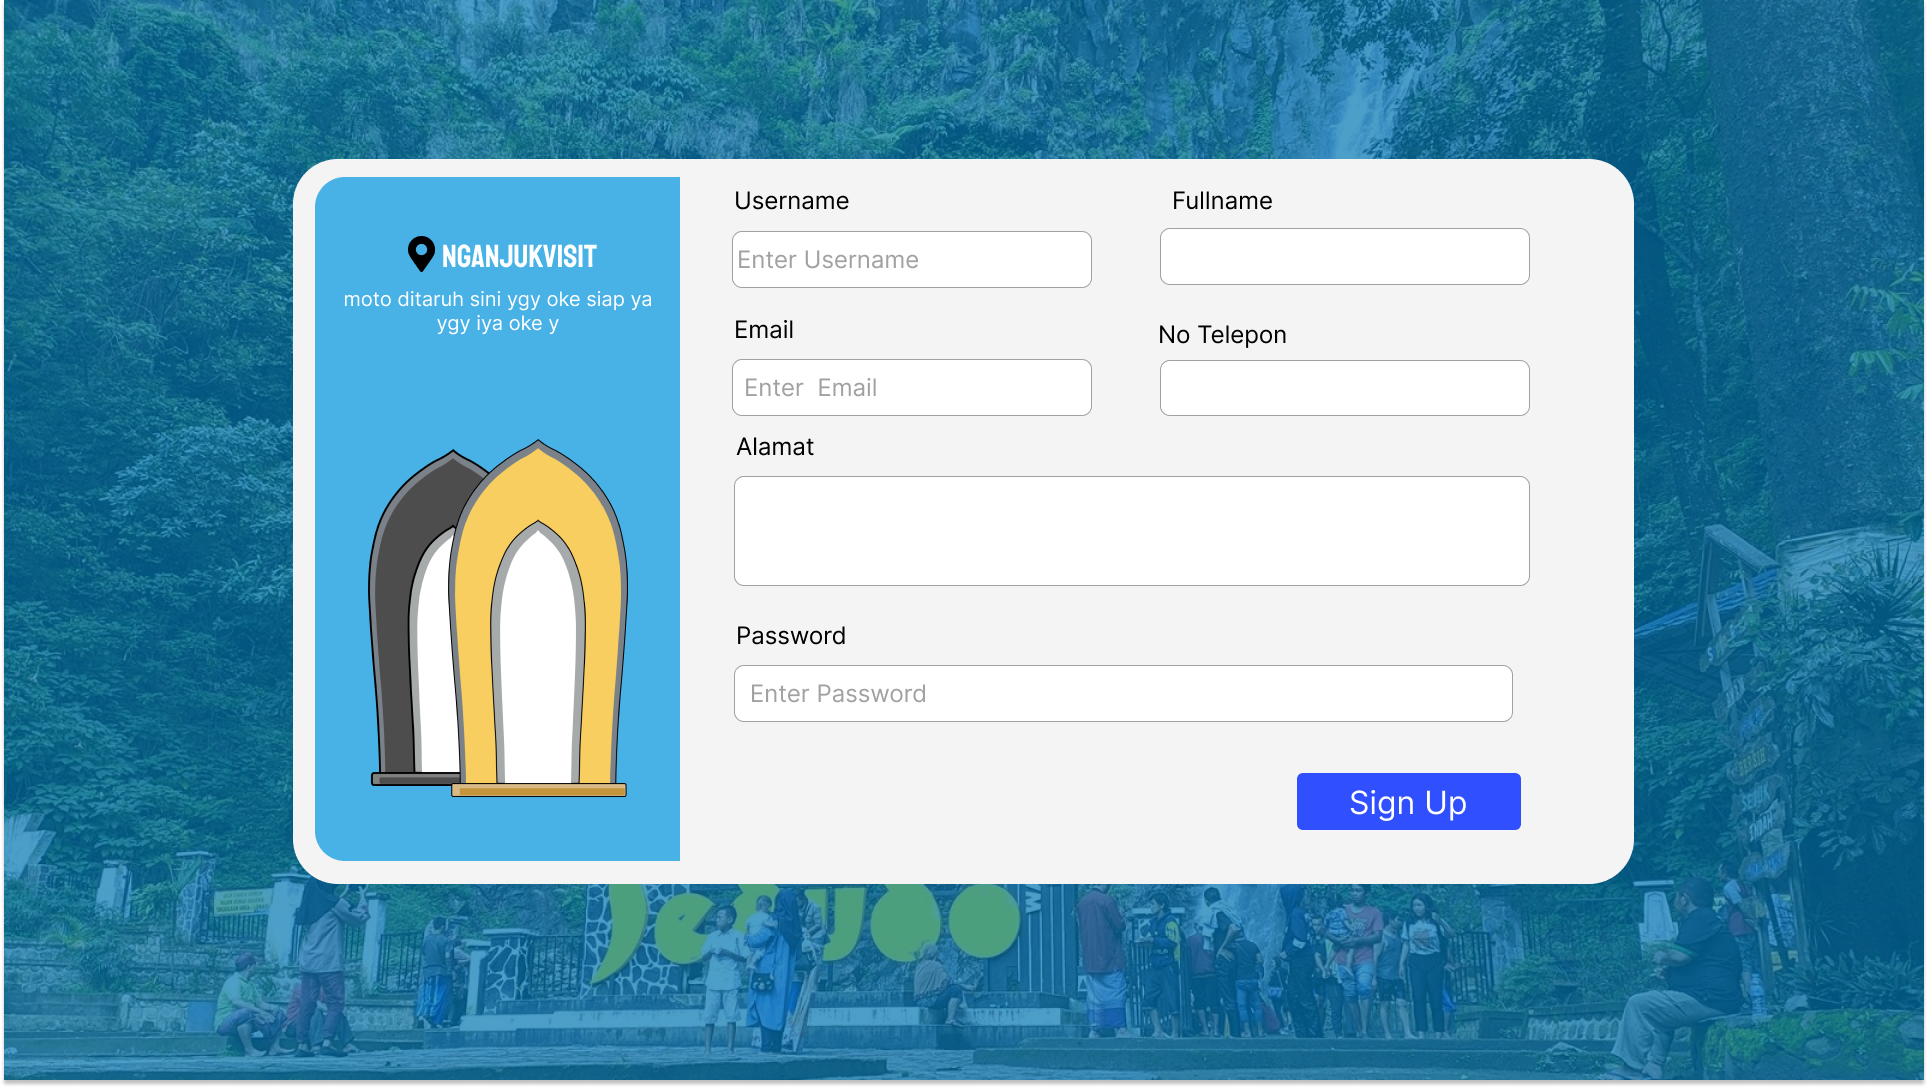 NGANJUKVISIT
moto ditaruh sini ygy oke siap ya
ygy iya oke y
Username
Fullname
Enter Username
Email
No Telepon
Enter  Email
Alamat
Password
Enter Password
Sign Up